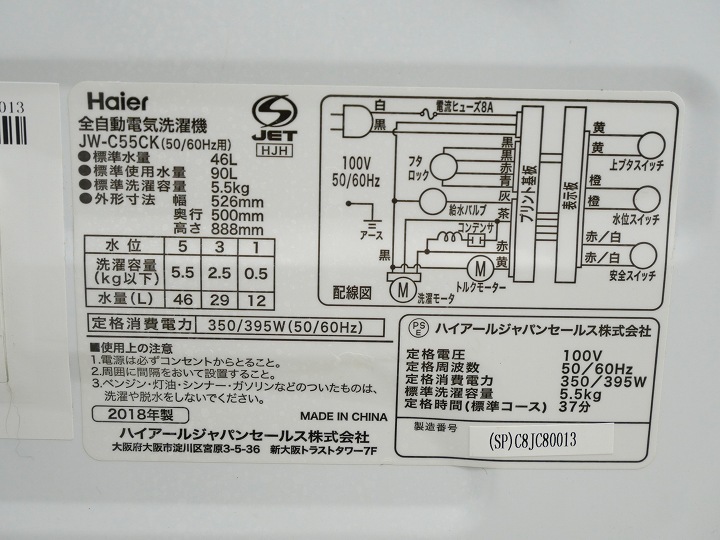 0013
Haier
JET
HJH
全自動電気洗濯機
JW-C55CK(50/60Hz用)
●標準水量 46L
●標準使用水量 90L
●標準洗濯容量 5.5kg
●外形寸法 幅 526mm
奥行 500mm
高さ 888mm
水位 5 3 1
洗濯容量(kg以下) 5.5 2.5 0.5
水量(L) 46 29 12
定格消費電力 350/395W(50/60Hz)
白
黒
電流ヒューズ8A
100V
50/60Hz
アース
フタロック
黒
黒
赤
青
給水バルブ
灰
茶
コンデンサ
黒
赤
黄
M
洗濯モータ
M
トルクモーター
プリント基板
表示板
黄
黄
上ブタスイッチ
橙
橙
水位スイッチ
赤/白
赤/白
安全スイッチ
配線図
■使用上の注意
1.電源は必ずコンセントからとること。
2.周囲に間隔をおいて設置すること。
3.ベンジン・灯油・シンナー・ガソリンなどのついたものは、
洗濯や脱水をしないでください。
2018年製
MADE IN CHINA
ハイアールジャパンセールス株式会社
大阪府大阪市淀川区宮原3-5-36 新大阪トラストタワー7F
PSE ハイアールジャパンセールス株式会社
定格電圧 100V
定格周波数 50/60Hz
定格消費電力 350/395W
標準洗濯容量 5.5kg
定格時間(標準コース) 37分
製造番号 (SP)C8JC80013